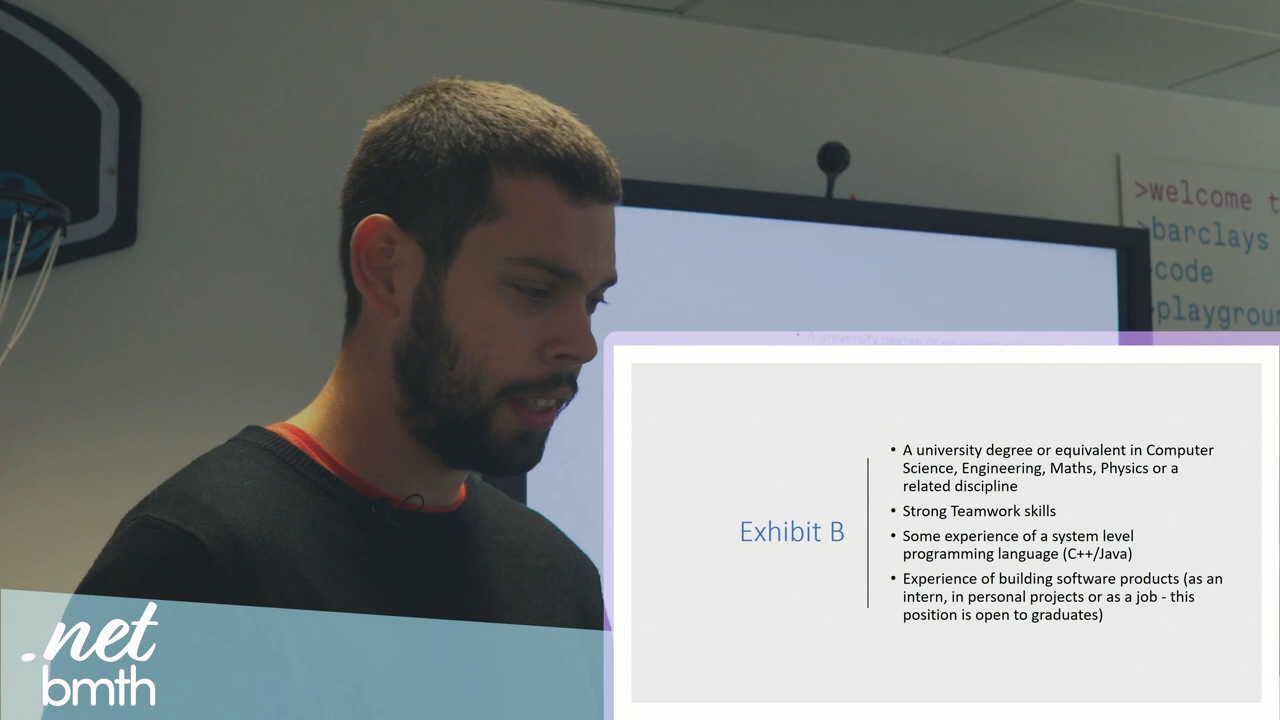 >welcome t
>barclays
code
playgroun
A university degree or equivalent in Computer
Science, Engineering, Maths, Physics or a
related discipline
Strong Teamwork skills
Some experience of a system level
programming language (C++/Java)
Experience of building software products (as an
intern, in personal projects or as a job - this
position is open to graduates)
Exhibit B
.net
bmth